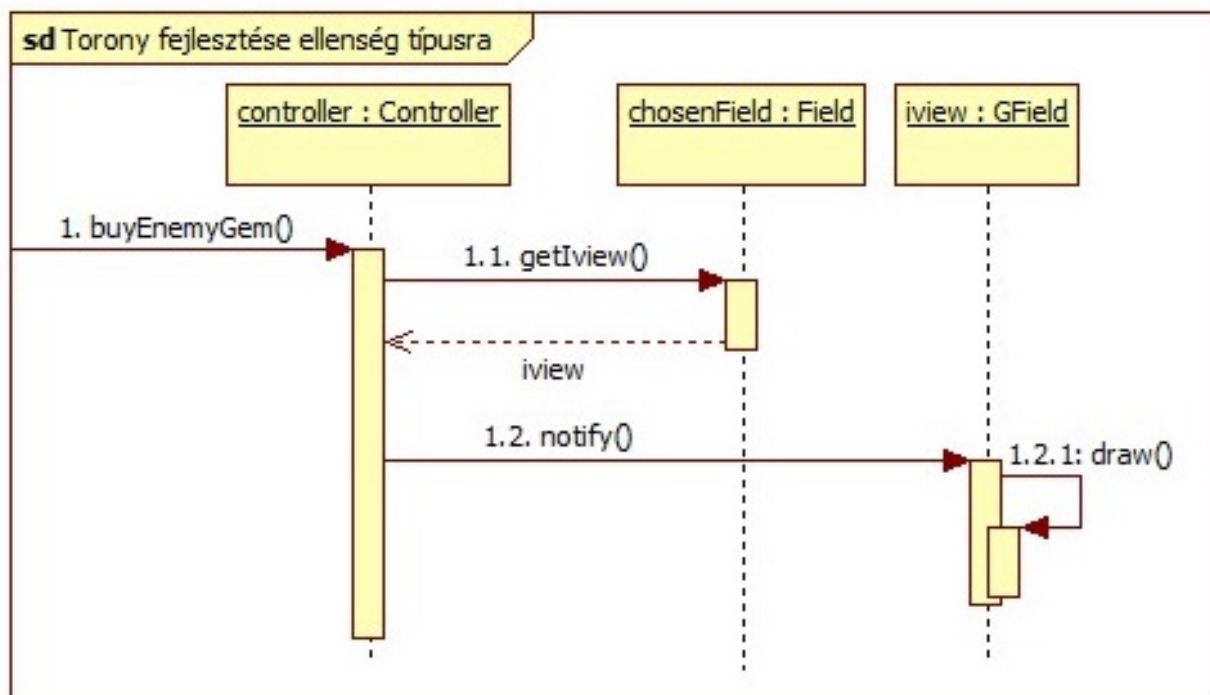 sd Torony fejlesztése ellenség típusra
controller : Controller
chosenField : Field
iview : GField
1. buyEnemyGem()
1.1. getIview()
iview
1.2. notify()
1.2.1: draw()